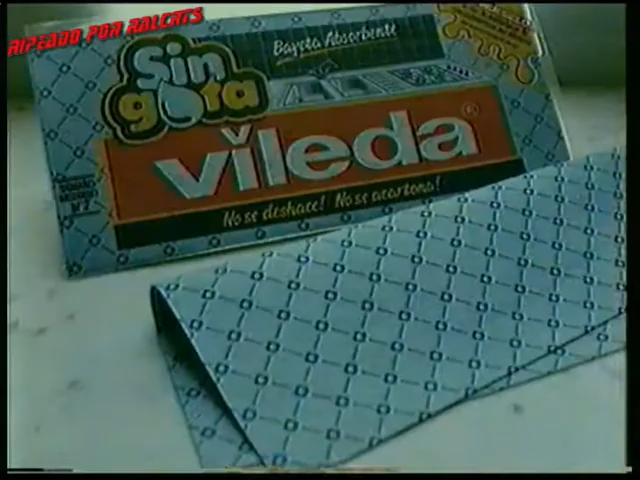 RIPEADO POR RALCATS
Sin
gota
Bayeta Absorbente
vileda®
No se deshace! No se acartona!